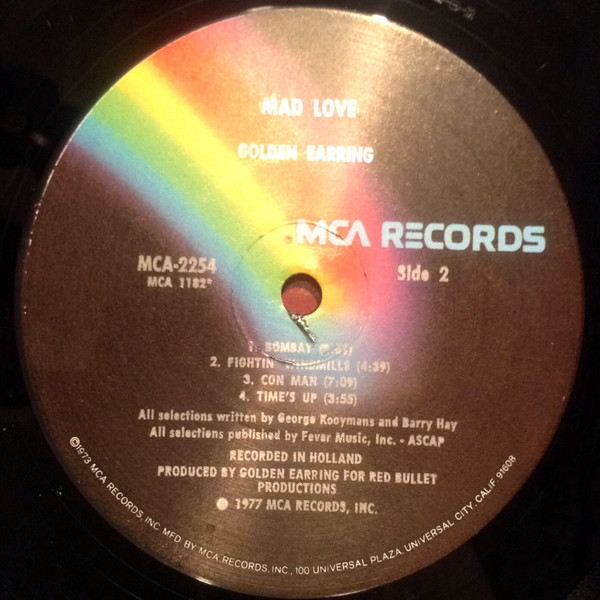 MAD LOVE
GOLDEN EARRING
MCA RECORDS
MCA-2254
MCA 1182*
Side 2
1. BOMBAY
2. FIGHTIN' WINDMILLS (4:39)
3. CON MAN (7:09)
4. TIME'S UP (3:55)
All selections written by George Kooymans and Barry Hay
All selections published by Fever Music, Inc. - ASCAP
RECORDED IN HOLLAND
PRODUCED BY GOLDEN EARRING FOR RED BULLET
PRODUCTIONS
℗ 1977 MCA RECORDS, INC.
©1973 MCA RECORDS, INC MFD BY MCA RECORDS, INC., 100 UNIVERSAL PLAZA, UNIVERSAL CITY, CALIF 91608